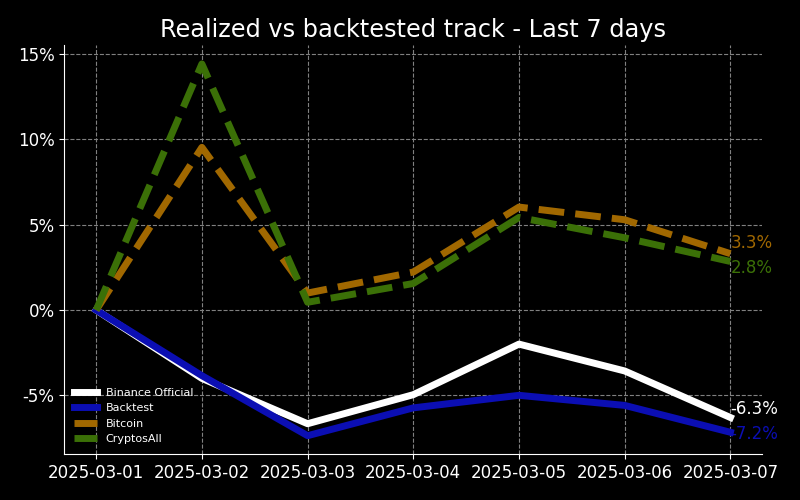 Realized vs backtested track - Last 7 days
15%
10%
5%
0%
-5%
3.3%
2.8%
-6.3%
-7.2%
Binance Official
Backtest
Bitcoin
CryptosAll
2025-03-01 2025-03-02 2025-03-03 2025-03-04 2025-03-05 2025-03-06 2025-03-07